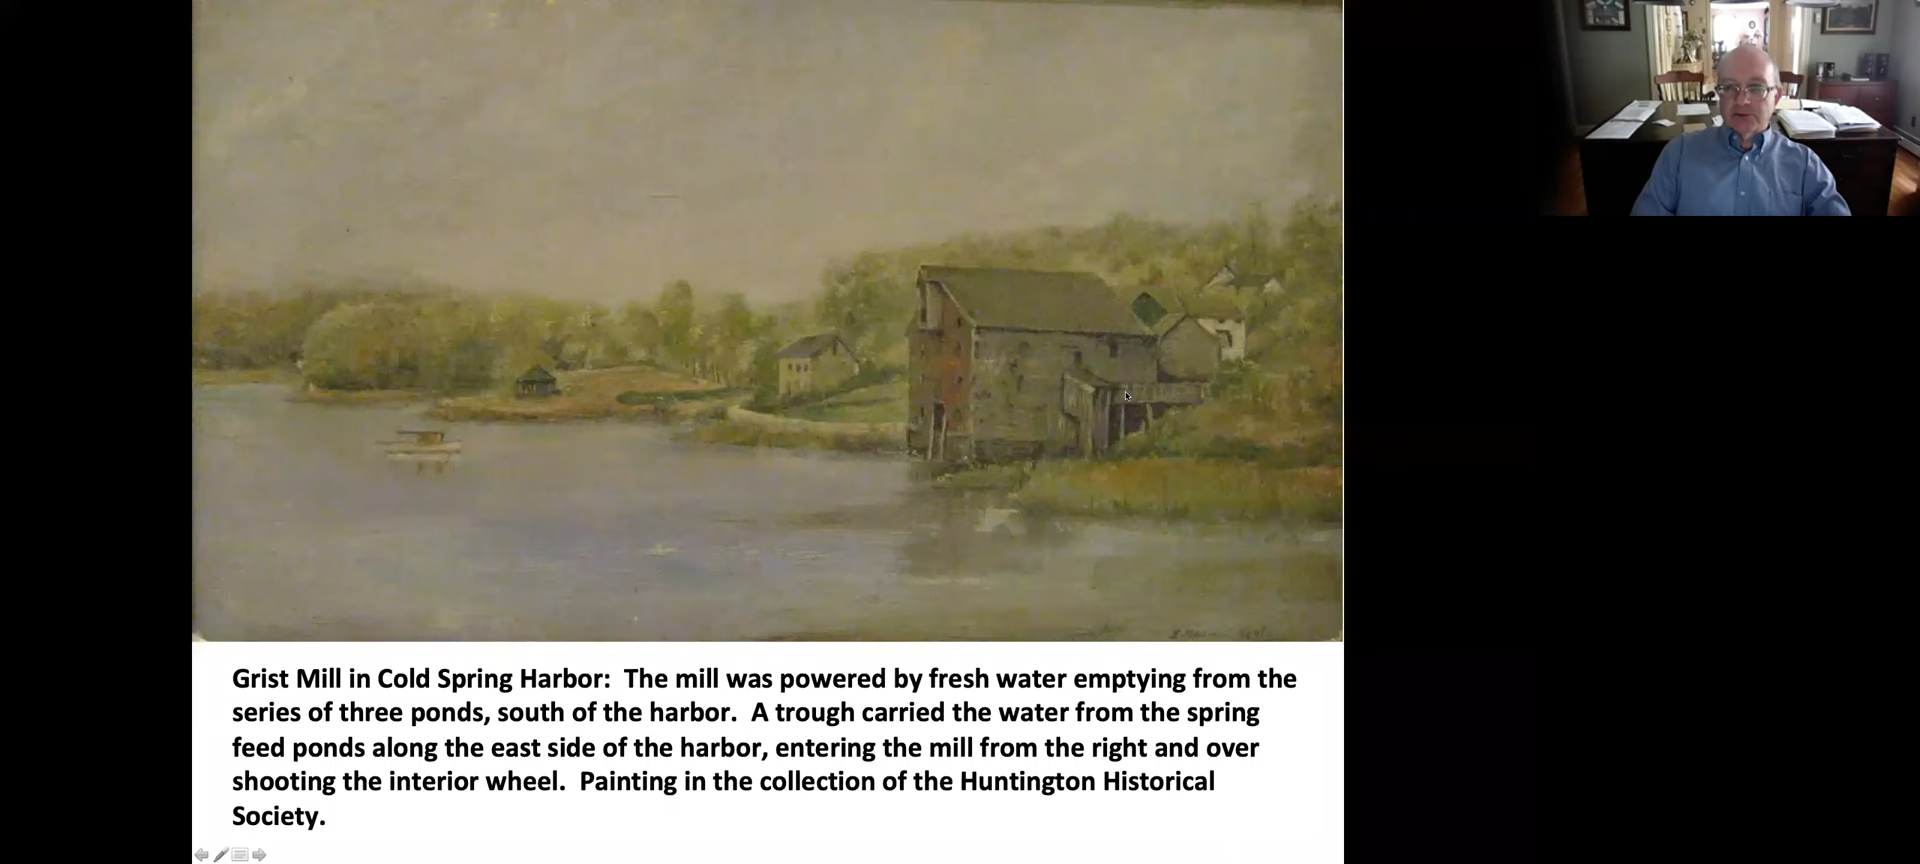 Grist Mill in Cold Spring Harbor:  The mill was powered by fresh water emptying from the
series of three ponds, south of the harbor.  A trough carried the water from the spring
feed ponds along the east side of the harbor, entering the mill from the right and over
shooting the interior wheel.  Painting in the collection of the Huntington Historical
Society.